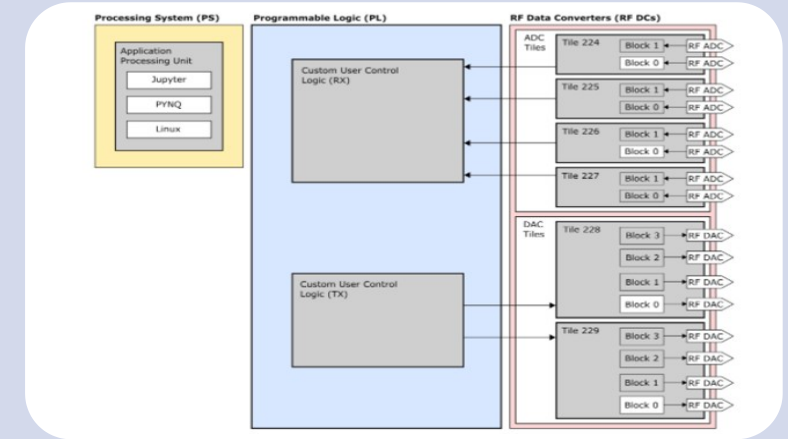 Processing System (PS)
Programmable Logic (PL)
RF Data Converters (RF DCs)
Application
Processing Unit
Jupyter
PYNQ
Linux
Custom User Control
Logic (RX)
Custom User Control
Logic (TX)
ADC
Tiles
Tile 224
Block 1
RF ADC
Block 0
RF ADC
Tile 225
Block 1
RF ADC
Block 0
RF ADC
Tile 226
Block 1
RF ADC
Block 0
RF ADC
Tile 227
Block 1
RF ADC
Block 0
RF ADC
DAC
Tiles
Tile 228
Block 3
RF DAC
Block 2
RF DAC
Block 1
RF DAC
Block 0
RF DAC
Tile 229
Block 3
RF DAC
Block 2
RF DAC
Block 1
RF DAC
Block 0
RF DAC